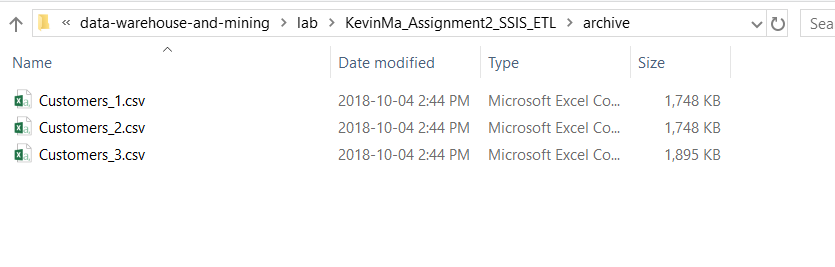 « data-warehouse-and-mining > lab > KevinMa_Assignment2_SSIS_ETL > archive Sea
Name Date modified Type Size
Customers_1.csv 2018-10-04 2:44 PM Microsoft Excel Co... 1,748 KB
Customers_2.csv 2018-10-04 2:44 PM Microsoft Excel Co... 1,748 KB
Customers_3.csv 2018-10-04 2:44 PM Microsoft Excel Co... 1,895 KB